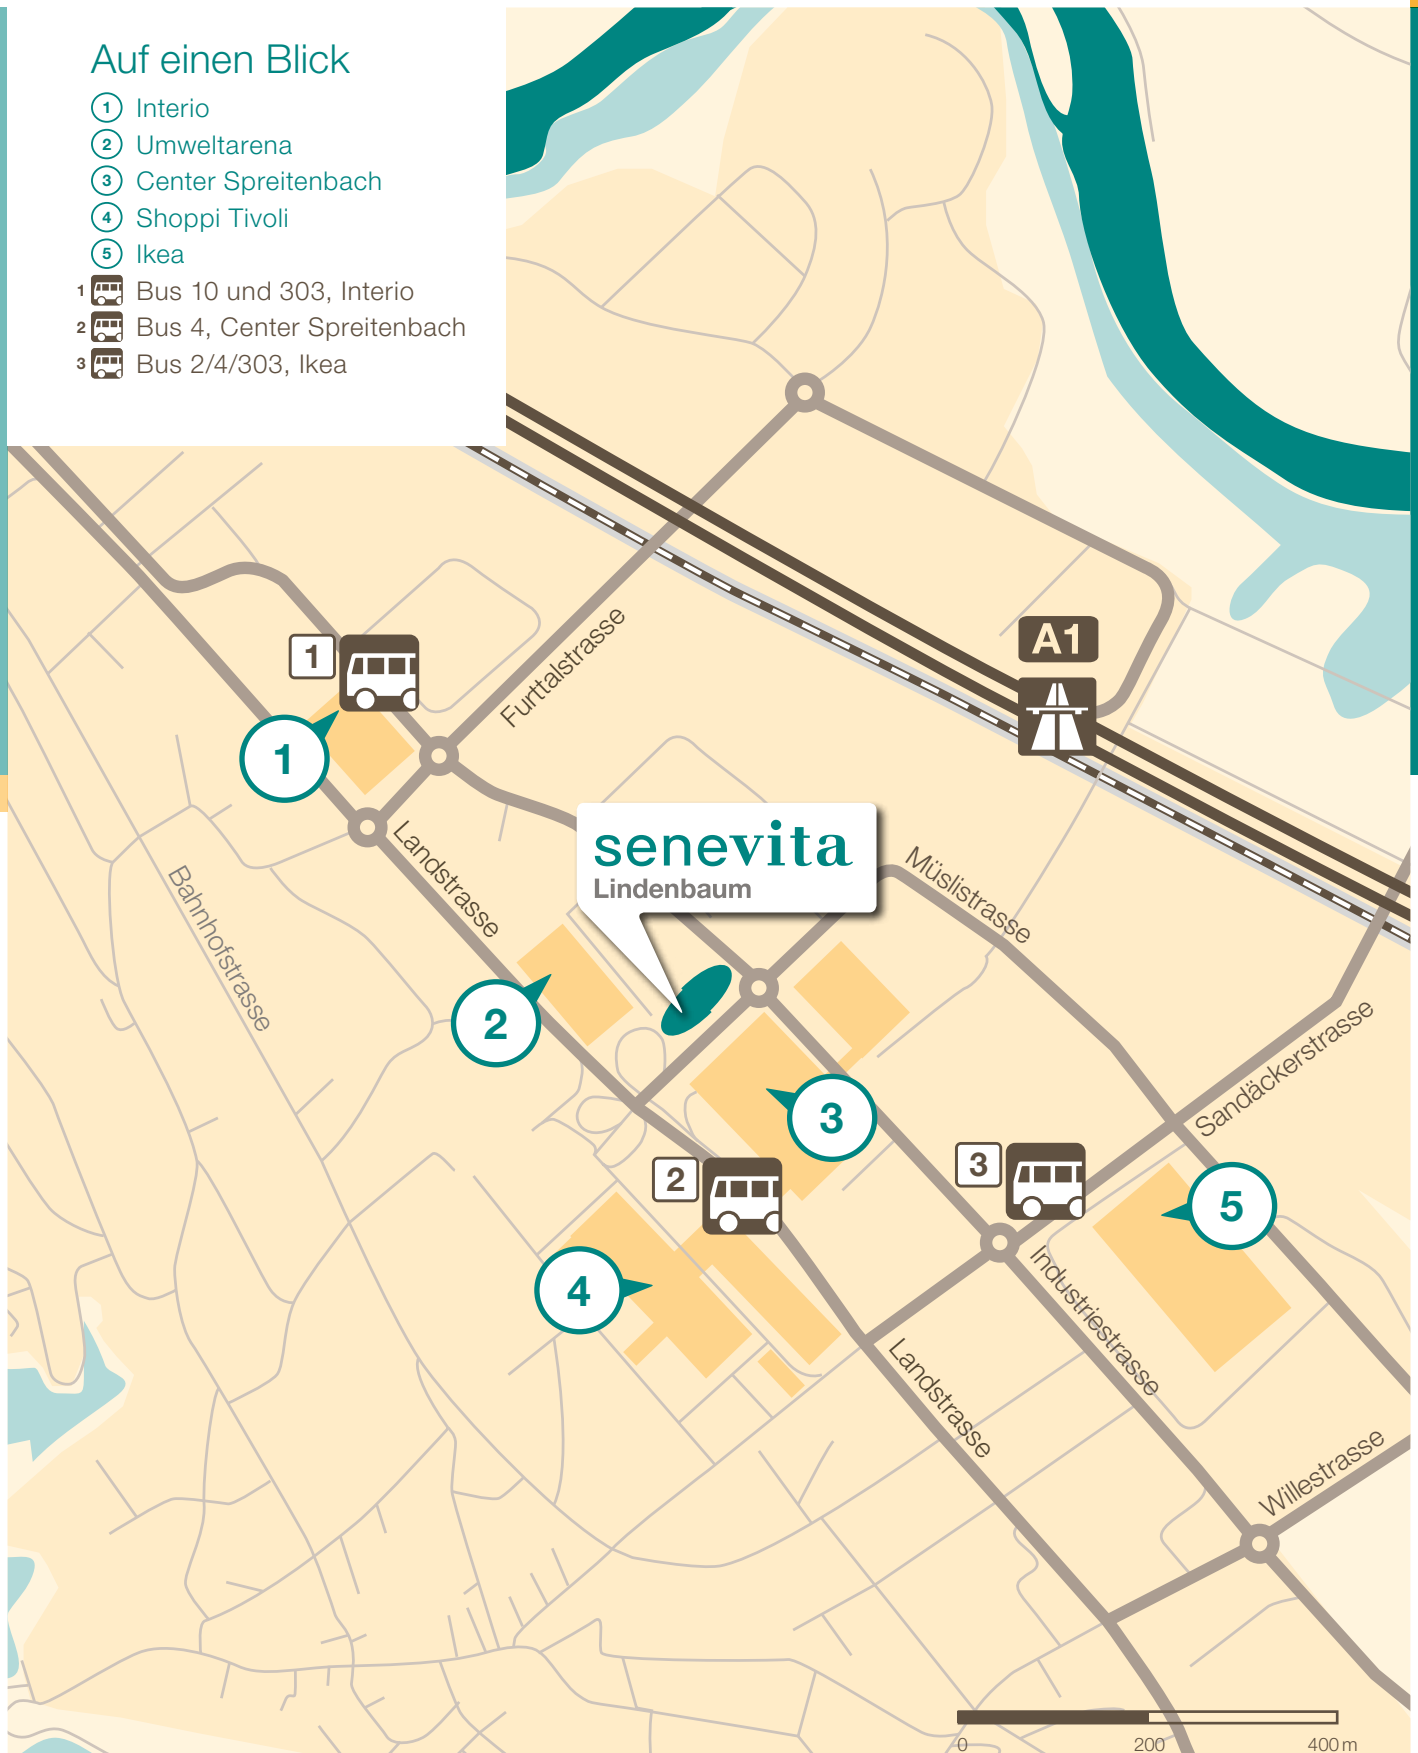 Auf einen Blick
1 Interio
2 Umweltarena
3 Center Spreitenbach
4 Shoppi Tivoli
5 Ikea
1 Bus 10 und 303, Interio
2 Bus 4, Center Spreitenbach
3 Bus 2/4/303, Ikea
Furttalstrasse
A1
1
1
senevita
Lindenbaum
Landstrasse
Müslistrasse
Bahnhofstrasse
2
3
Sandäckerstrasse
2
3
5
4
Industriestrasse
Landstrasse
Willestrasse
0 200 400 m